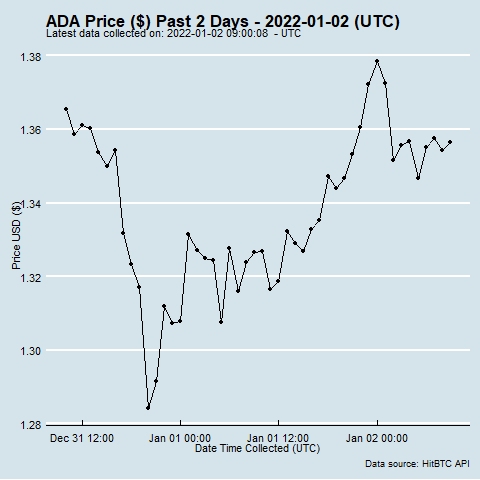 ADA Price ($) Past 2 Days - 2022-01-02 (UTC)
Latest data collected on: 2022-01-02 09:00:08  - UTC
1.38
1.36
1.34
1.32
1.30
1.28
Price USD ($)
Dec 31 12:00 Jan 01 00:00 Jan 01 12:00 Jan 02 00:00
Date Time Collected (UTC)
Data source: HitBTC API